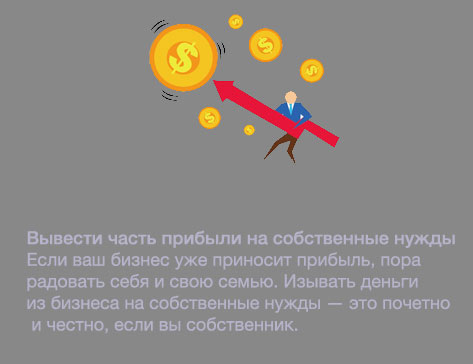 Вывести часть прибыли на собственные нужды
Если ваш бизнес уже приносит прибыль, пора
радовать себя и свою семью. Изывать деньги
из бизнеса на собственные нужды — это почетно
и честно, если вы собственник.